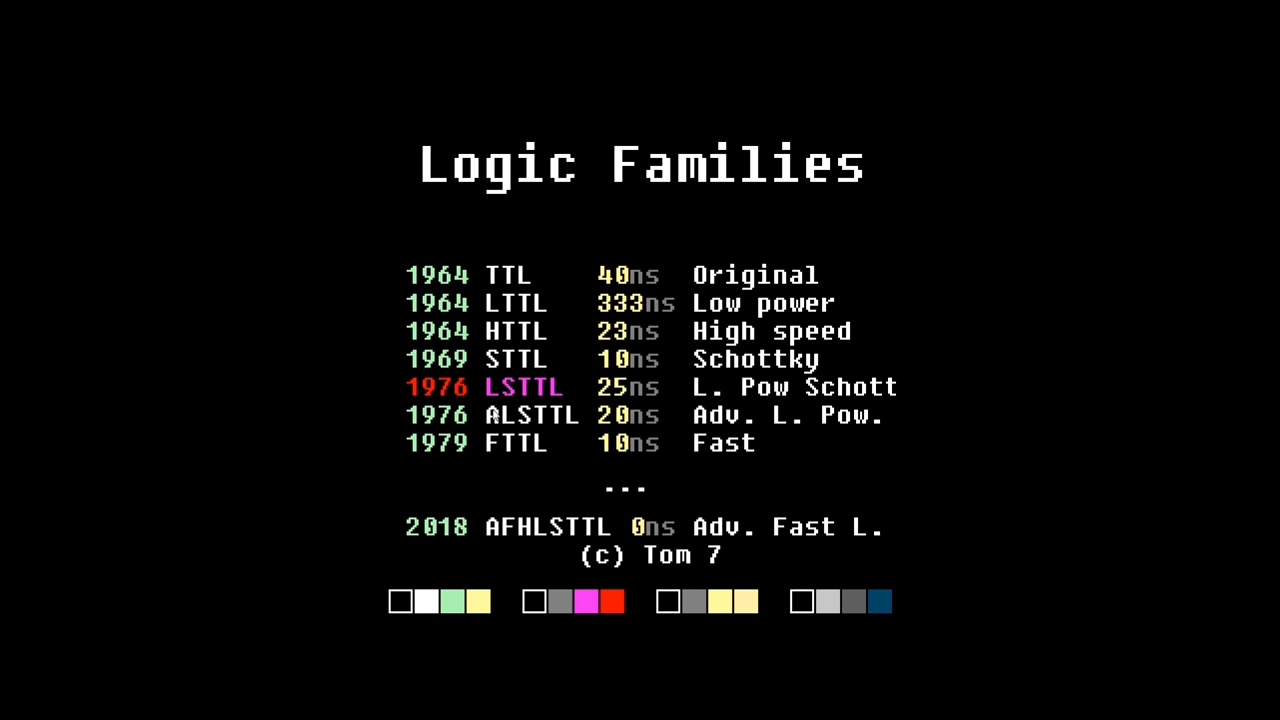 Logic Families
1964 TTL 40ns Original
1964 LTTL 333ns Low power
1964 HTTL 23ns High speed
1969 STTL 10ns Schottky
1976 LSTTL 25ns L. Pow Schott
1976 ALSTTL 20ns Adv. L. Pow.
1979 FTTL 10ns Fast
...
2018 AFHLSTTL 0ns Adv. Fast L.
(c) Tom 7